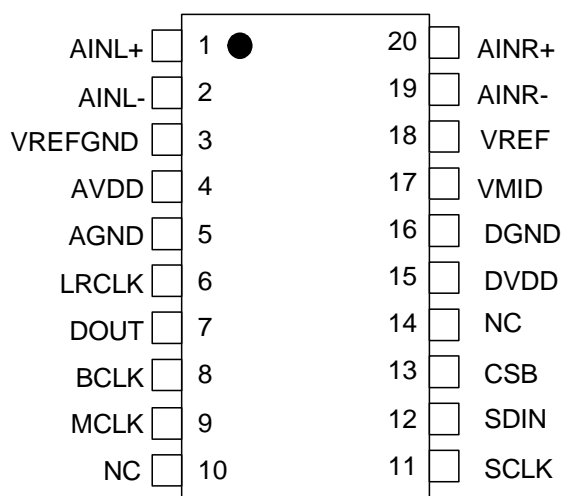 AINL+ 1 20 AINR+
AINL- 2 19 AINR-
VREFGND 3 18 VREF
AVDD 4 17 VMID
AGND 5 16 DGND
LRCLK 6 15 DVDD
DOUT 7 14 NC
BCLK 8 13 CSB
MCLK 9 12 SDIN
NC 10 11 SCLK